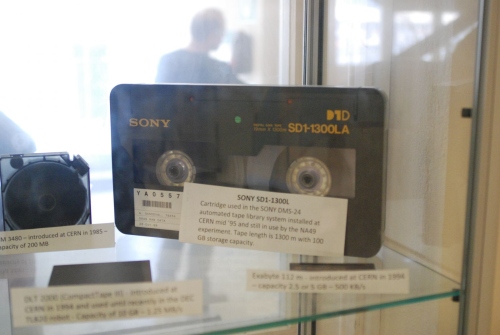 SONY
D1D
SD1-1300LA
YA0557
SONY SD1-1300L
Cartridge used in the SONY DMS-24
automated tape library system installed at
CERN mid '95 and still in use by the NA49
experiment. Tape length is 1300 m with 100
GB storage capacity.
M 3480 – introduced at CERN in 1985 –
capacity of 200 MB
Exabyte 112 m - introduced at CERN in 1994
– capacity 2.5 or 5 GB – 500 KB/s
DLT 2000 (CompactTape III) - introduced at
CERN in 1994 and used until recently in the DEC
TL820 robot - Capacity of 10 GB – 1.25 MB/s